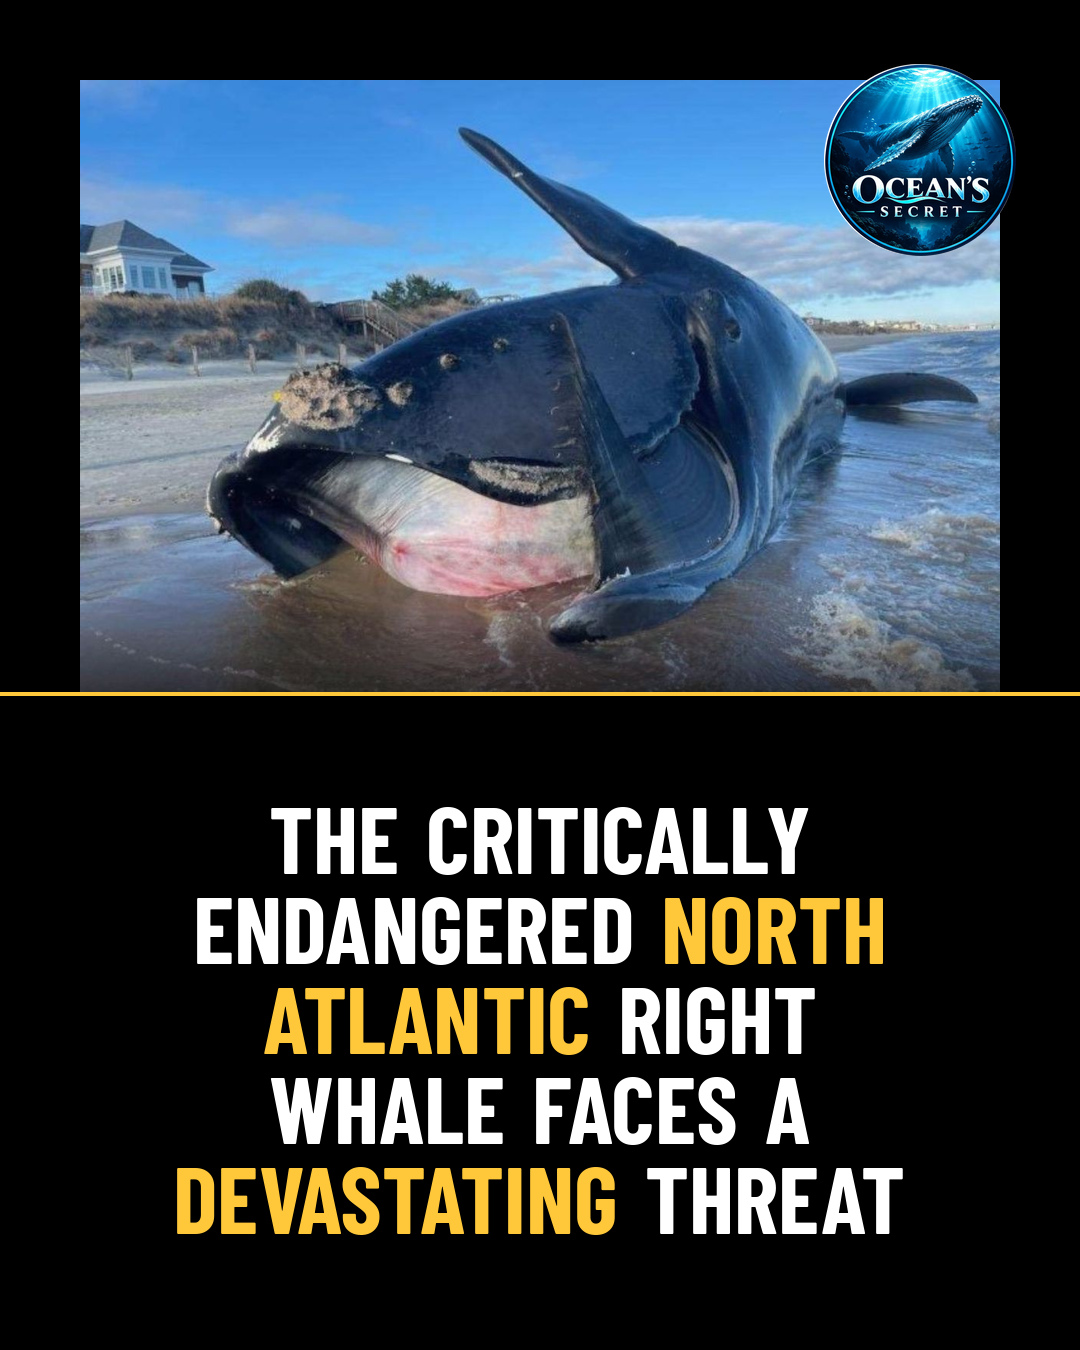 OCEAN'S
SECRET
THE CRITICALLY
ENDANGERED NORTH
ATLANTIC RIGHT
WHALE FACES A
DEVASTATING THREAT